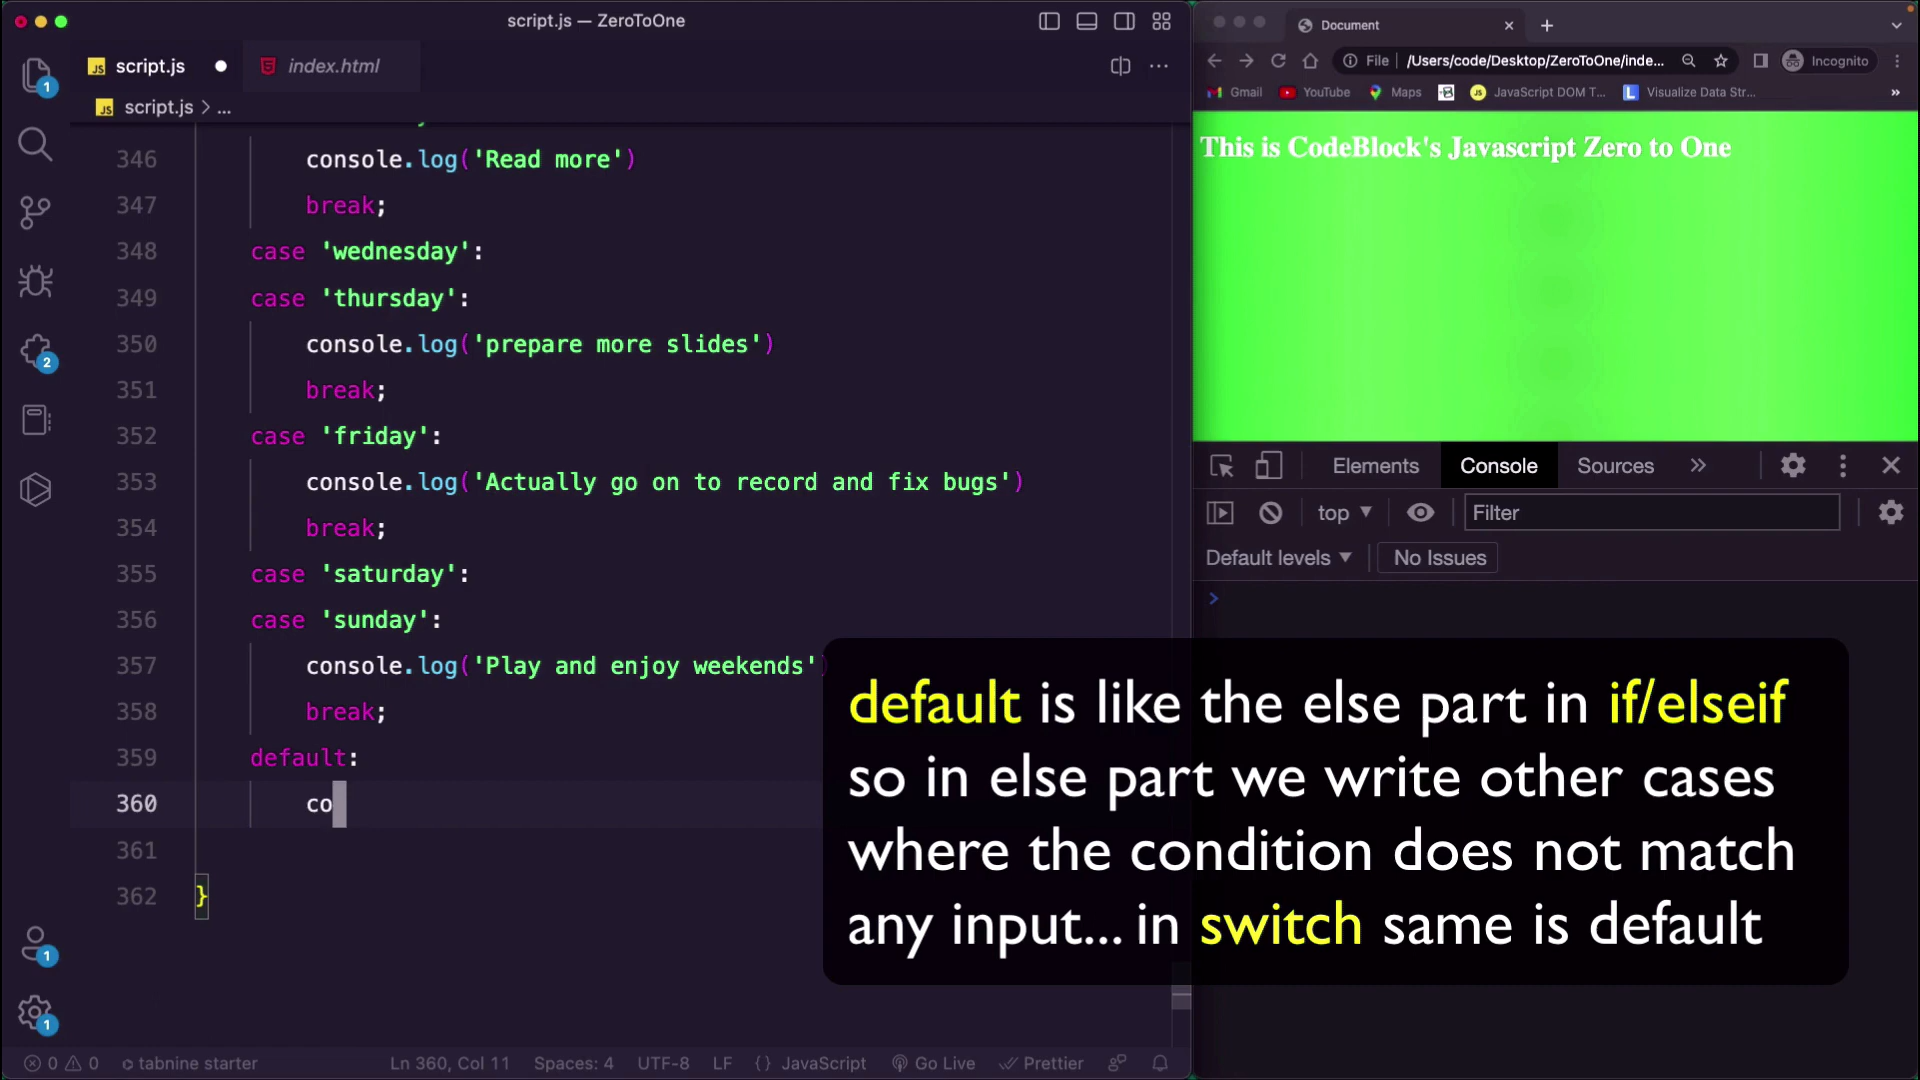 script.js — ZeroToOne
script.js
index.html
script.js > ...
346 console.log('Read more')
347 break;
348 case 'wednesday':
349 case 'thursday':
350 console.log('prepare more slides')
351 break;
352 case 'friday':
353 console.log('Actually go on to record and fix bugs')
354 break;
355 case 'saturday':
356 case 'sunday':
357 console.log('Play and enjoy weekends')
358 break;
359 default:
360 co
361
362 }
1
2
1
1
0 0 tabnine starter Ln 360, Col 11 Spaces: 4 UTF-8 LF {} JavaScript Go Live Prettier
Document
File /Users/code/Desktop/ZeroToOne/inde... Incognito
Gmail YouTube Maps JavaScript DOM T... Visualize Data Str... »
This is CodeBlock's Javascript Zero to One
Elements Console Sources »
top Filter
Default levels No Issues
>
default is like the else part in if/elseif
so in else part we write other cases
where the condition does not match
any input... in switch same is default